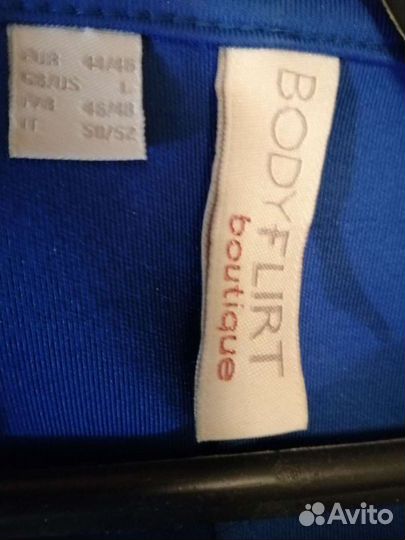 EUR 44/46
GB/US L
F/B 46/48
IT 50/52
BODYFLIRT
boutique
Avito